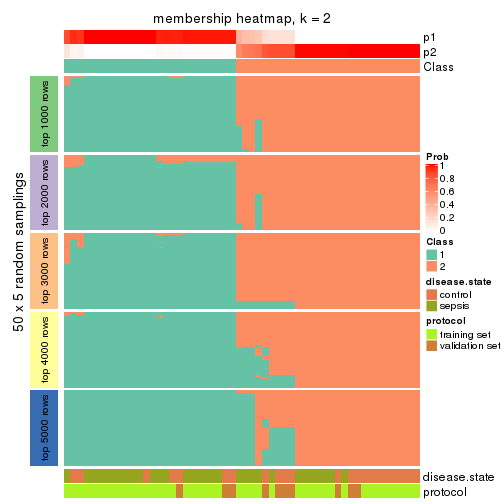 membership heatmap, k = 2
p1
p2
Class
50 x 5 random samplings
top 1000 rows
top 2000 rows
top 3000 rows
top 4000 rows
top 5000 rows
Prob
1
0.8
0.6
0.4
0.2
0
Class
1
2
disease.state
control
sepsis
protocol
training set
validation set
disease.state
protocol